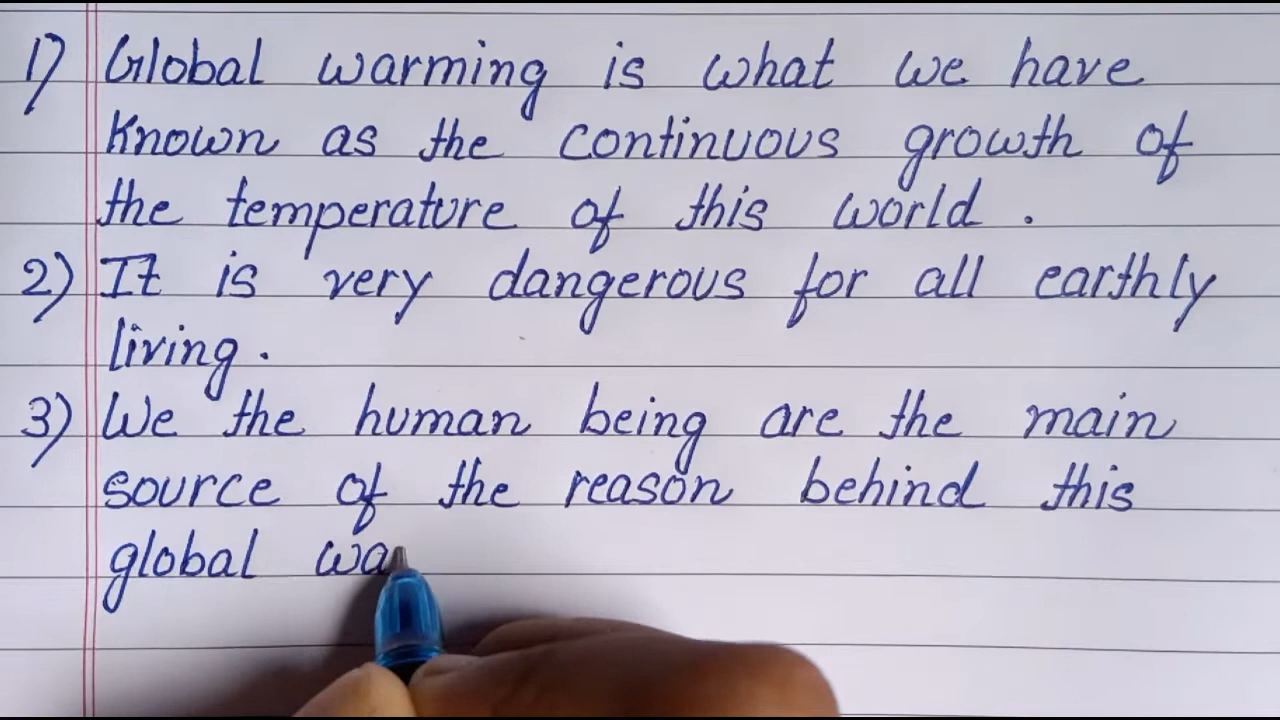 1) Global warming is what we have
known as the continuous growth of
the temperature of this world .
2) It is very dangerous for all earthly
living .
3) We the human being are the main
source of the reason behind this
global wa